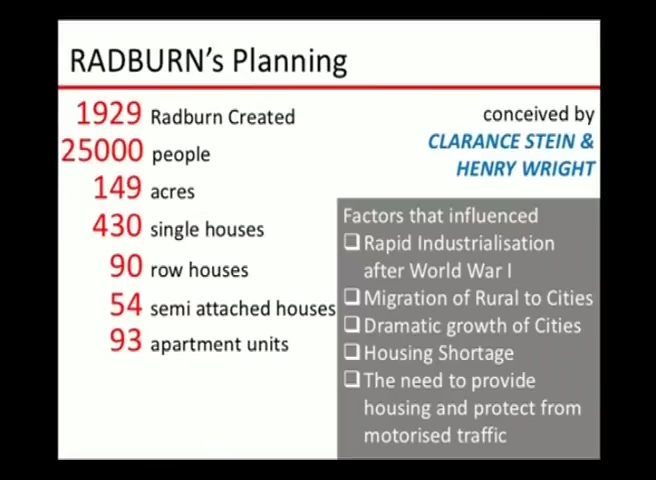 RADBURN's Planning
1929 Radburn Created
25000 people
149 acres
430 single houses
90 row houses
54 semi attached houses
93 apartment units
conceived by
CLARANCE STEIN &
HENRY WRIGHT
Factors that influenced
❑ Rapid Industrialisation
after World War I
❑ Migration of Rural to Cities
❑ Dramatic growth of Cities
❑ Housing Shortage
❑ The need to provide
housing and protect from
motorised traffic